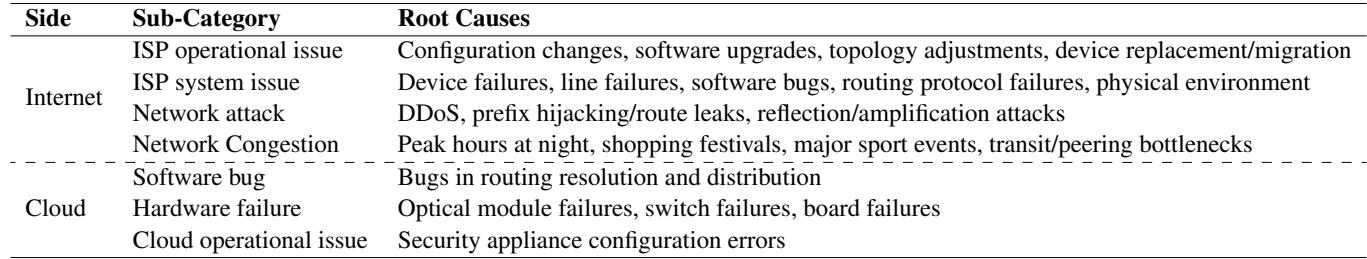 Side Sub-Category Root Causes
ISP operational issue Configuration changes, software upgrades, topology adjustments, device replacement/migration
ISP system issue Device failures, line failures, software bugs, routing protocol failures, physical environment
Internet
Network attack DDoS, prefix hijacking/route leaks, reflection/amplification attacks
Network Congestion Peak hours at night, shopping festivals, major sport events, transit/peering bottlenecks
Software bug Bugs in routing resolution and distribution
Cloud Hardware failure Optical module failures, switch failures, board failures
Cloud operational issue Security appliance configuration errors